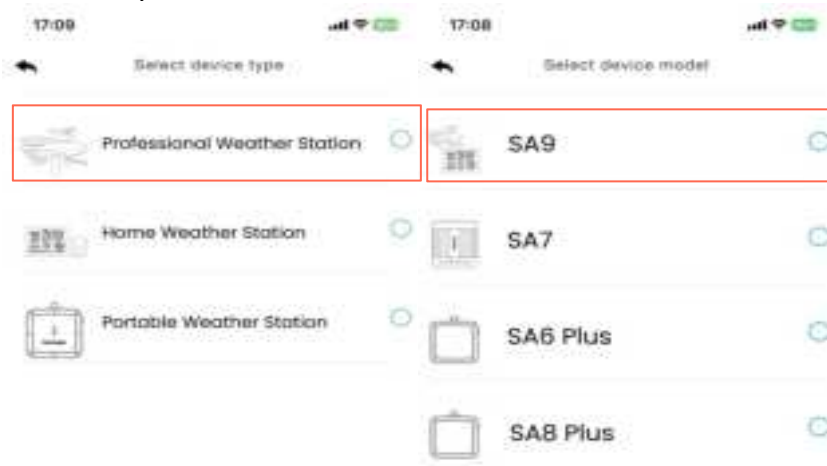 17:09
Select device type
Professional Weather Station
Home Weather Station
Portable Weather Station
17:08
Select device model
SA9
SA7
SA6 Plus
SA8 Plus